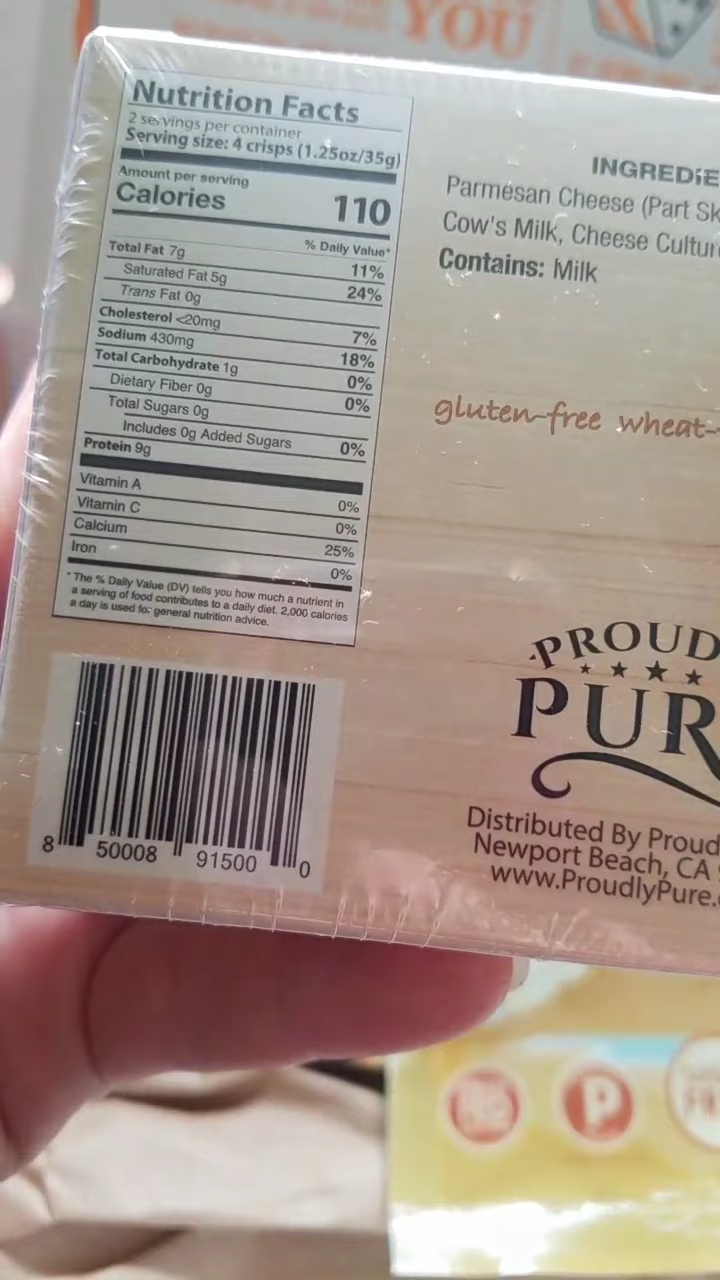 YOU
Nutrition Facts
2 servings per container
Serving size: 4 crisps (1.25oz/35g)
Amount per serving
Calories 110
% Daily Value*
Total Fat 7g 11%
Saturated Fat 5g 24%
Trans Fat 0g
Cholesterol <20mg 7%
Sodium 430mg 18%
Total Carbohydrate 1g 0%
Dietary Fiber 0g 0%
Total Sugars 0g
Includes 0g Added Sugars 0%
Protein 9g
Vitamin A 0%
Vitamin C 0%
Calcium 25%
Iron 0%
* The % Daily Value (DV) tells you how much a nutrient in
a serving of food contributes to a daily diet. 2,000 calories
a day is used for general nutrition advice.
8 50008 91500 0
INGREDIE
Parmesan Cheese (Part Sk
Cow's Milk, Cheese Cultur
Contains: Milk
gluten-free wheat-
PROUD
PUR
Distributed By Proud
Newport Beach, CA
www.ProudlyPure.
P